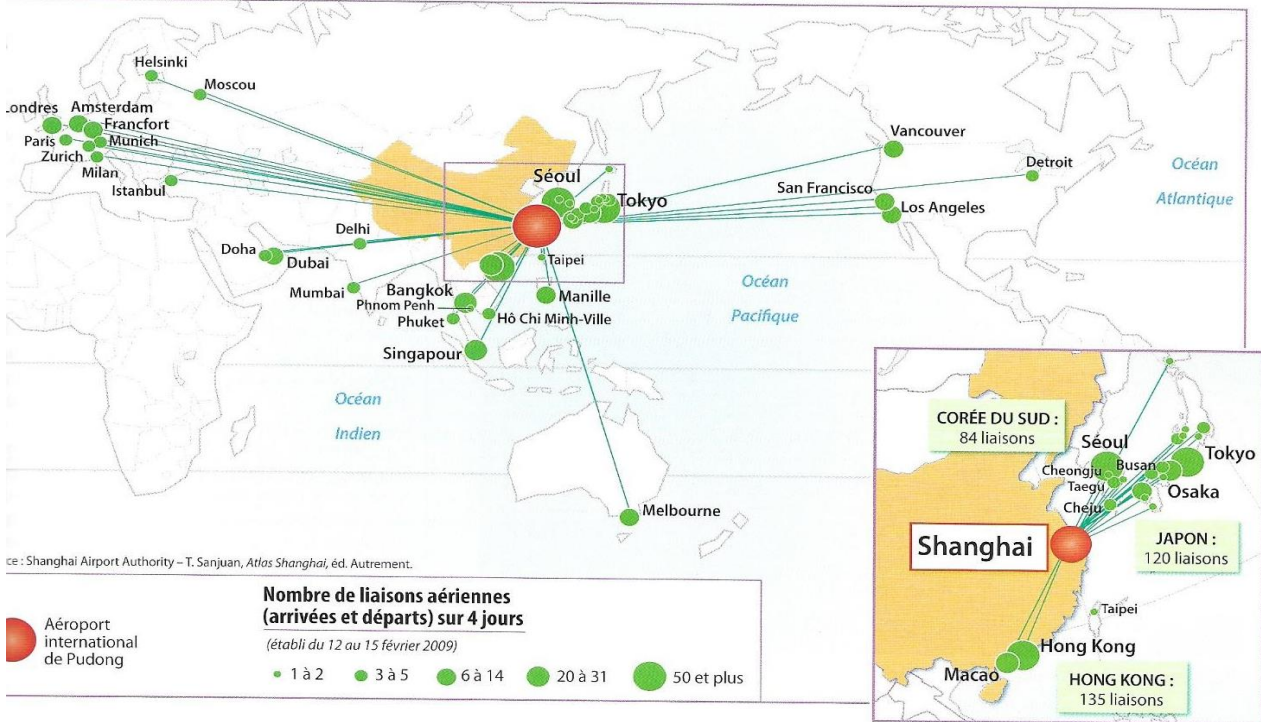 Helsinki
Moscou
Londres
Amsterdam
Francfort
Paris
Munich
Zurich
Milan
Istanbul
Séoul
Tokyo
Vancouver
Detroit
San Francisco
Los Angeles
Océan
Atlantique
Doha
Delhi
Dubai
Taipei
Mumbai
Bangkok
Manille
Phnom Penh
Hô Chi Minh-Ville
Phuket
Singapour
Océan
Pacifique
Océan
Indien
Melbourne
ce : Shanghai Airport Authority – T. Sanjuan, Atlas Shanghai, éd. Autrement.
Aéroport
international
de Pudong
Nombre de liaisons aériennes
(arrivées et départs) sur 4 jours
(établi du 12 au 15 février 2009)
1 à 2
3 à 5
6 à 14
20 à 31
50 et plus
CORÉE DU SUD :
84 liaisons
Séoul
Cheongju
Busan
Tokyo
Taegu
Osaka
Cheju
Shanghai
JAPON :
120 liaisons
Taipei
Hong Kong
Macao
HONG KONG :
135 liaisons